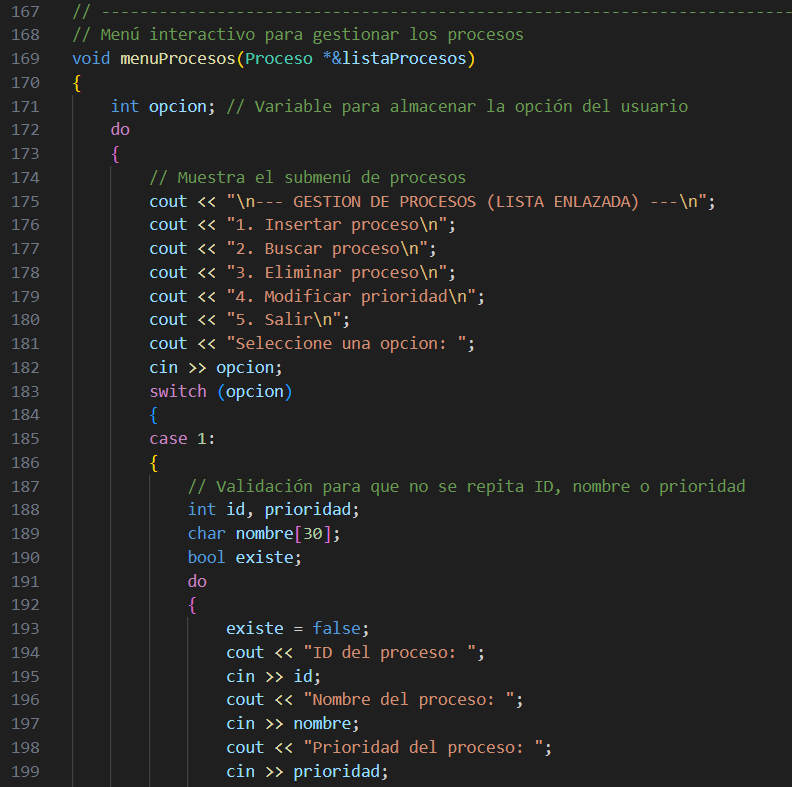 167 // ------------------------------------------------------------------------
168 // Menú interactivo para gestionar los procesos
169 void menuProcesos(Proceso *&listaProcesos)
170 {
171     int opcion; // Variable para almacenar la opción del usuario
172     do
173     {
174         // Muestra el submenú de procesos
175         cout << "\n--- GESTION DE PROCESOS (LISTA ENLAZADA) ---\n";
176         cout << "1. Insertar proceso\n";
177         cout << "2. Buscar proceso\n";
178         cout << "3. Eliminar proceso\n";
179         cout << "4. Modificar prioridad\n";
180         cout << "5. Salir\n";
181         cout << "Seleccione una opcion: ";
182         cin >> opcion;
183         switch (opcion)
184         {
185         case 1:
186         {
187             // Validación para que no se repita ID, nombre o prioridad
188             int id, prioridad;
189             char nombre[30];
190             bool existe;
191             do
192             {
193                 existe = false;
194                 cout << "ID del proceso: ";
195                 cin >> id;
196                 cout << "Nombre del proceso: ";
197                 cin >> nombre;
198                 cout << "Prioridad del proceso: ";
199                 cin >> prioridad;